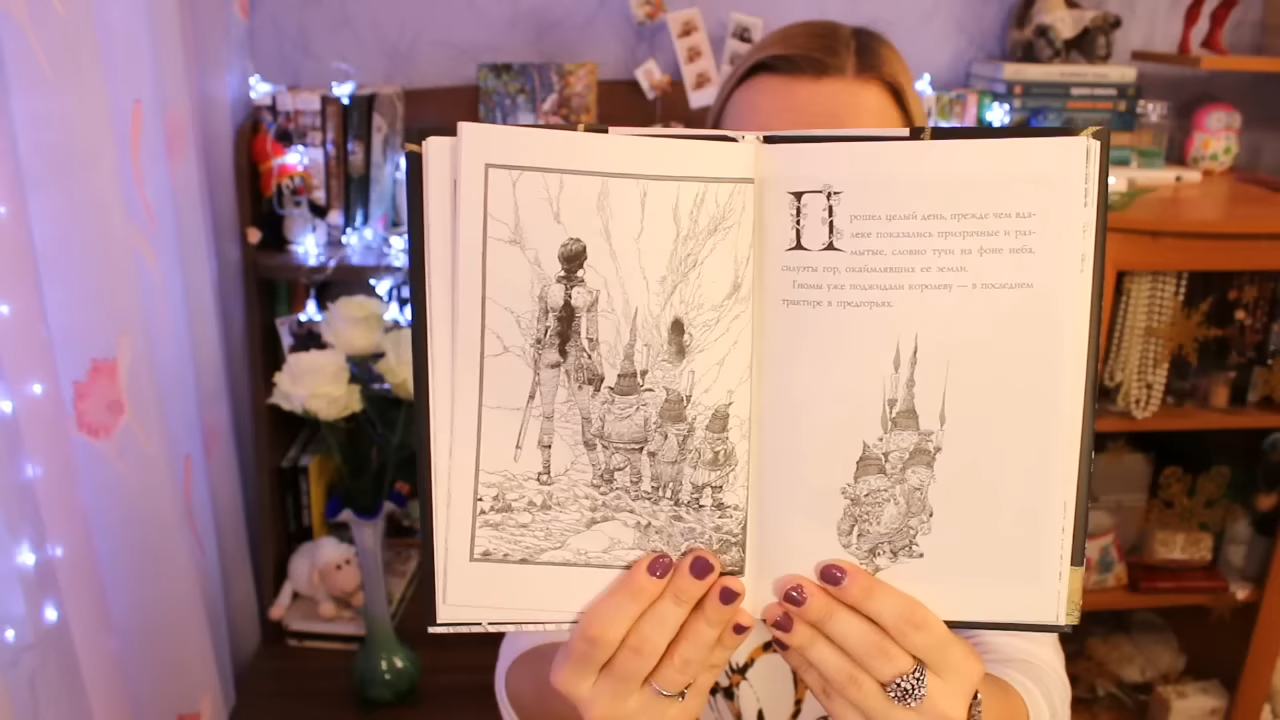 Прошел целый день, прежде чем вда-
леке показались призрачные и раз-
мытые, словно тучи на фоне неба,
силуэты гор, окаймлявших ее земли.
Гномы уже поджидали королеву — в последнем
трактире в предгорьях.